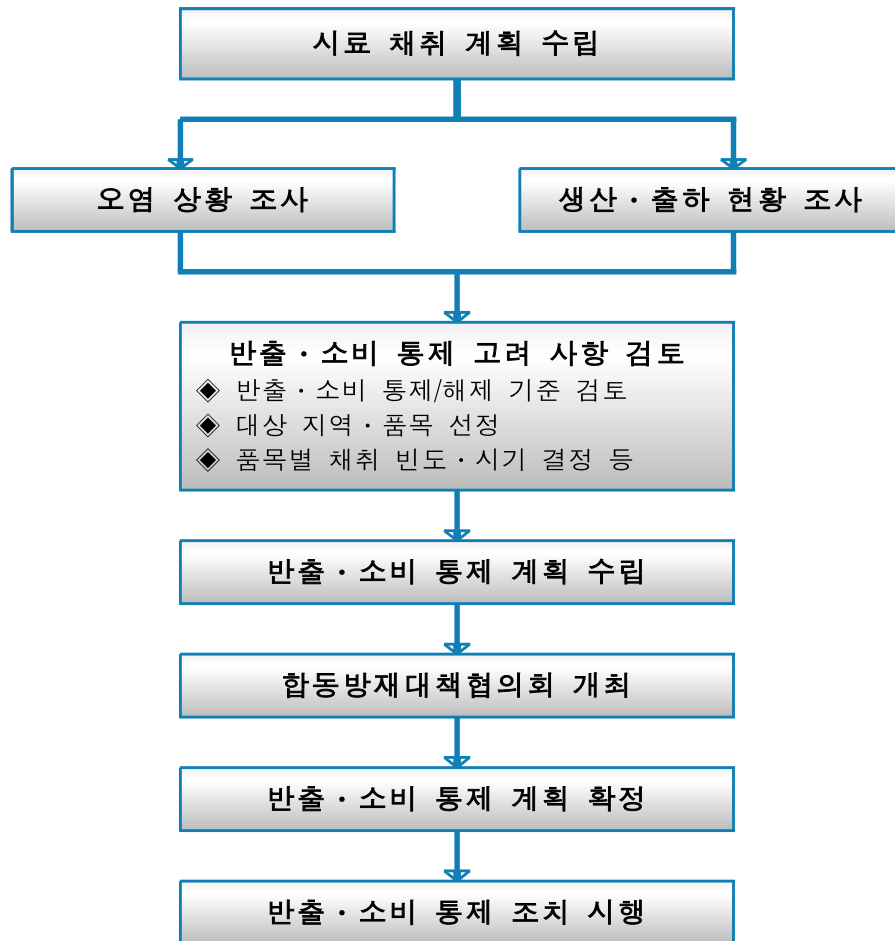 시료 채취 계획 수립
오염 상황 조사
생산·출하 현황 조사
반출·소비 통제 고려 사항 검토
◈ 반출·소비 통제/해제 기준 검토
◈ 대상 지역·품목 선정
◈ 품목별 채취 빈도·시기 결정 등
반출·소비 통제 계획 수립
합동방재대책협의회 개최
반출·소비 통제 계획 확정
반출·소비 통제 조치 시행